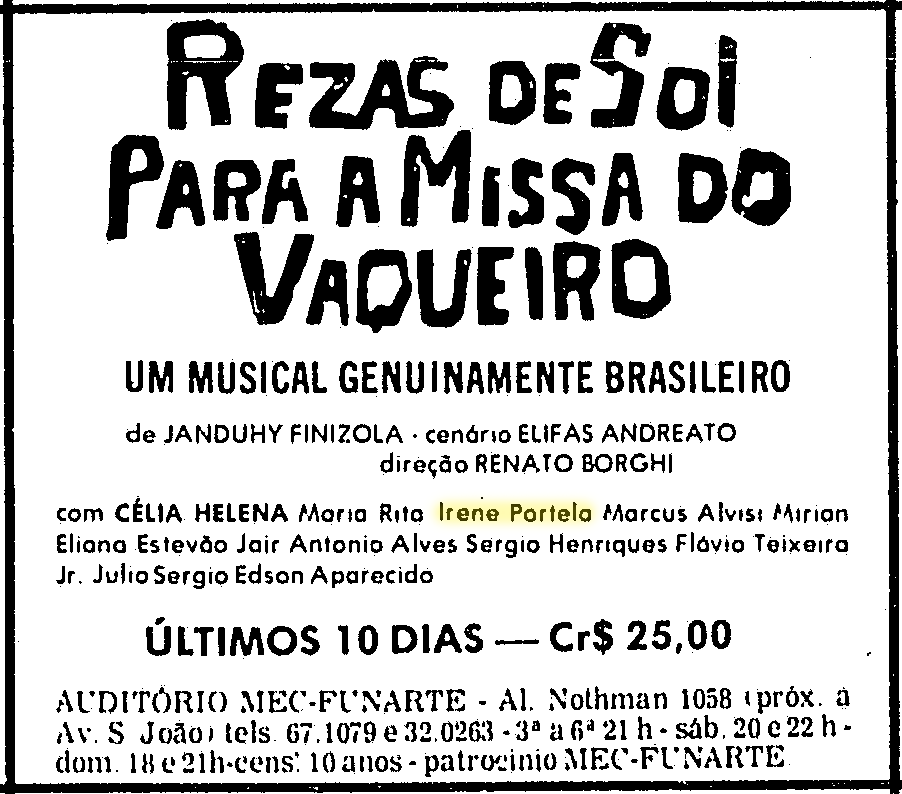 REZAS DE SOL
PARA A MISSA DO
VAQUEIRO
UM MUSICAL GENUINAMENTE BRASILEIRO
de JANDUHY FINIZOLA · cenário ELIFAS ANDREATO
direção RENATO BORGHI
com CÉLIA HELENA Maria Rita Irene Portela Marcus Alvisi Mirian
Eliana Estevão Jair Antonio Alves Sergio Henriques Flávio Teixeira
Jr. Julio Sergio Edson Aparecido
ÚLTIMOS 10 DIAS — Cr$ 25,00
AUDITÓRIO MEC-FUNARTE - Al. Nothman 1058 (próx. à
Av. S. João) tels. 67.1079 e 32.0263 - 3ª a 6ª 21 h - sáb. 20 e 22 h -
dom. 18 e 21h-cens: 10 anos - patrocinio MEC-FUNARTE